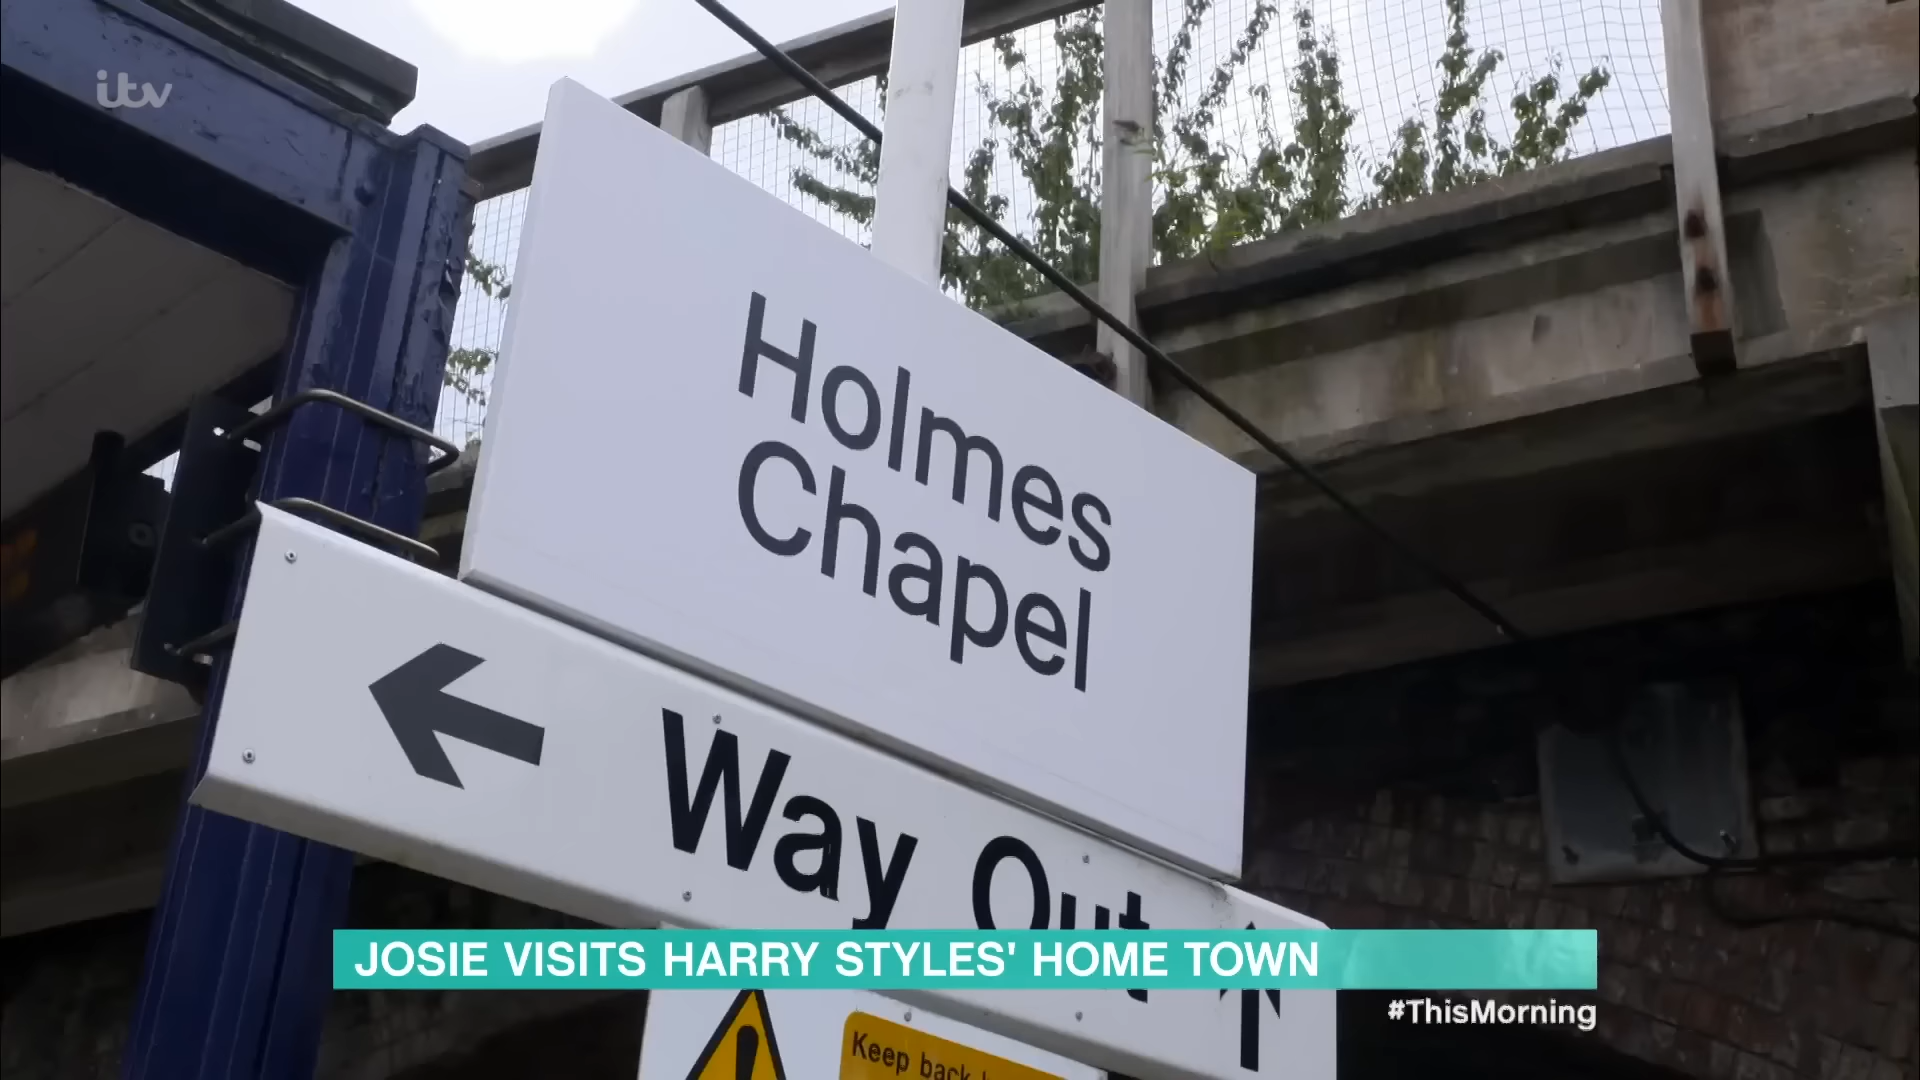 itv
Holmes
Chapel
Way Out
JOSIE VISITS HARRY STYLES' HOME TOWN
#ThisMorning
Keep back